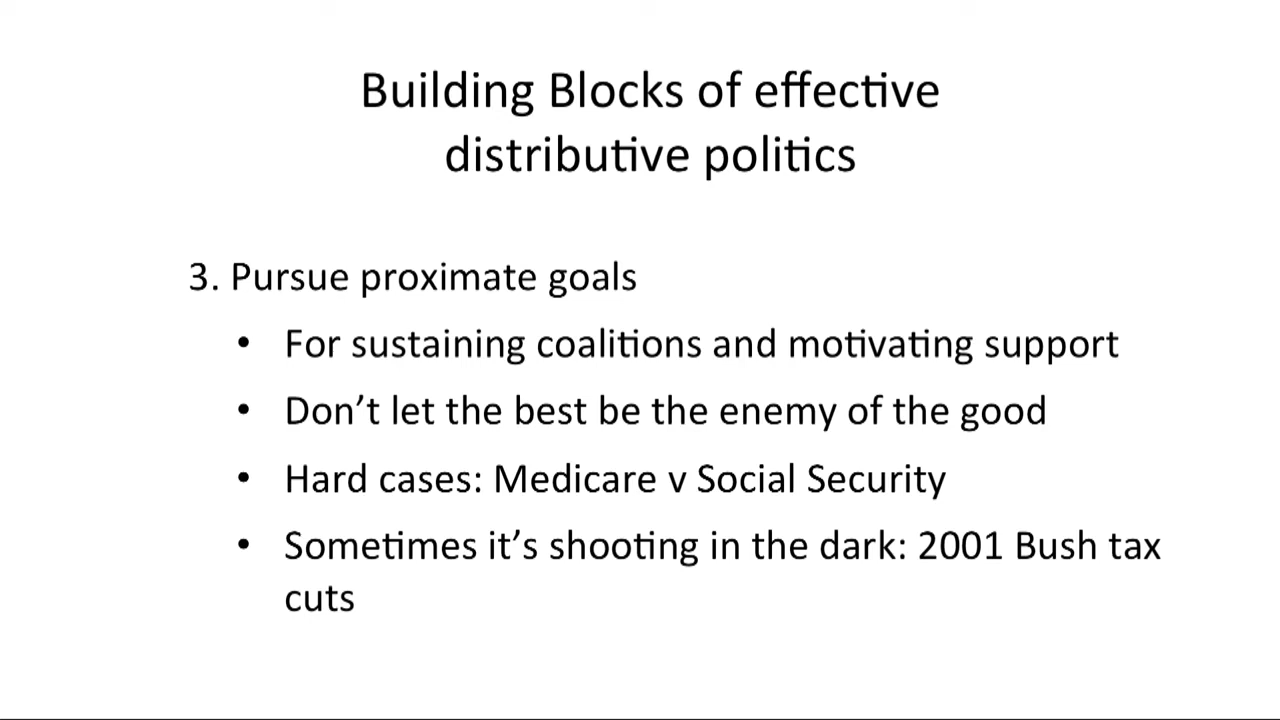 Building Blocks of effective
distributive politics
3. Pursue proximate goals
• For sustaining coalitions and motivating support
• Don’t let the best be the enemy of the good
• Hard cases: Medicare v Social Security
• Sometimes it’s shooting in the dark: 2001 Bush tax
cuts